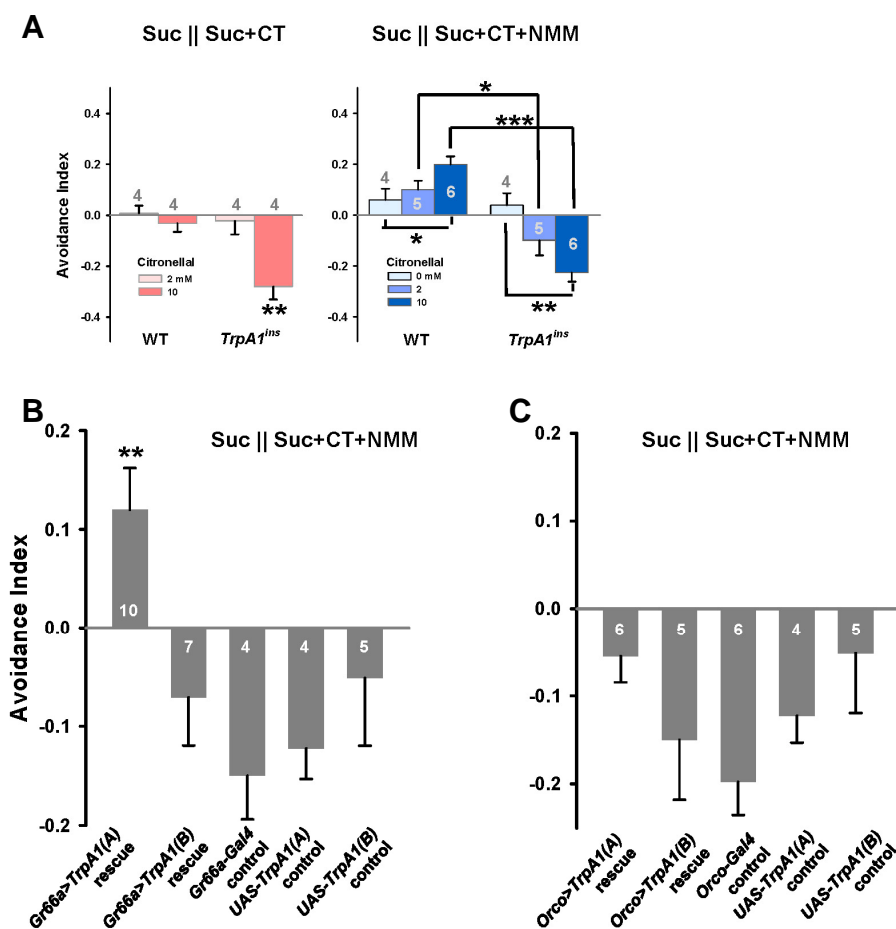 A
Suc || Suc+CT
Suc || Suc+CT+NMM
Avoidance Index
0.4
0.2
0.0
-0.2
-0.4
4
4
4
4
Citronellal
2 mM
10
**
WT
TrpA1ins
0.4
0.2
0.0
-0.2
-0.4
*
***
4
5
6
4
5
6
*
Citronellal
0 mM
2
10
**
WT
TrpA1ins
B
Suc || Suc+CT+NMM
Avoidance Index
0.2
0.1
0.0
-0.1
-0.2
**
10
7
4
4
5
Gr66a>TrpA1(A)
rescue
Gr66a>TrpA1(B)
rescue
Gr66a-Gal4
control
UAS-TrpA1(A)
control
UAS-TrpA1(B)
control
C
Suc || Suc+CT+NMM
0.2
0.1
0.0
-0.1
-0.2
6
5
6
4
5
Orco>TrpA1(A)
rescue
Orco>TrpA1(B)
rescue
Orco-Gal4
control
UAS-TrpA1(A)
control
UAS-TrpA1(B)
control